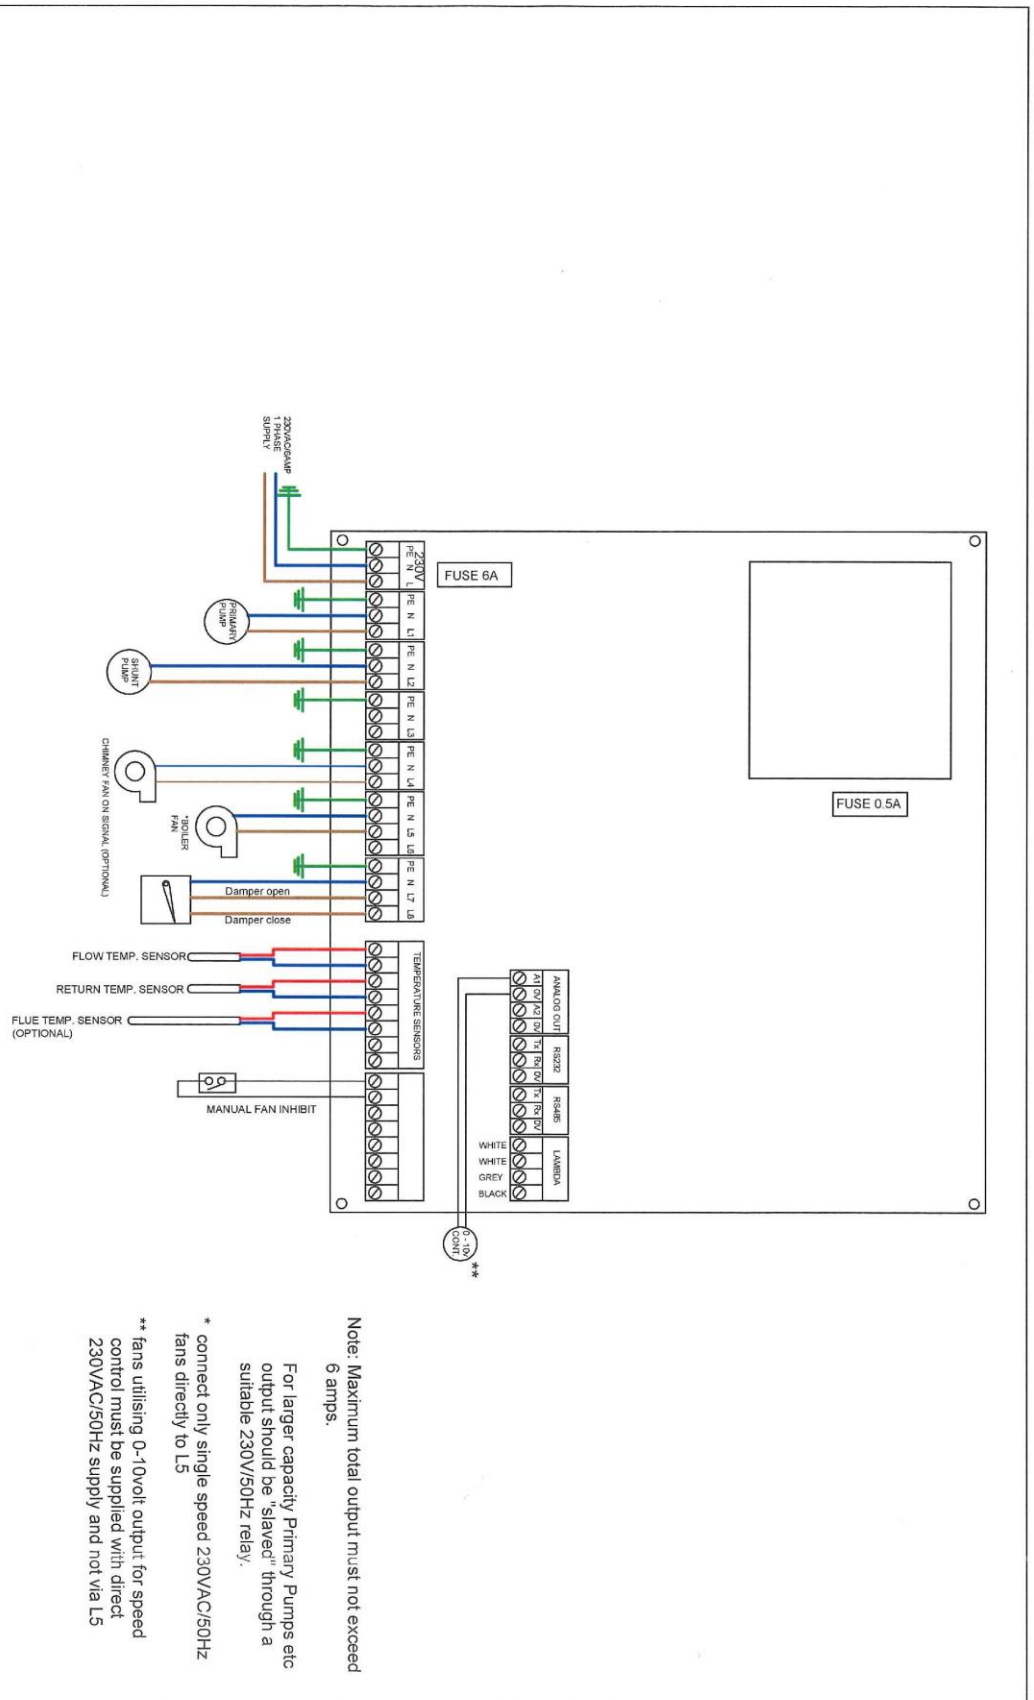 230VAC/6AMP
1 PHASE
SUPPLY
230V
PE N L
FUSE 6A
PE N L1
PRIMARY
PUMP
PE N L2
SHUNT
PUMP
PE N L3
PE N L4
CHIMNEY FAN ON SIGNAL (OPTIONAL)
PE N L5 L6
*BOILER
FAN
PE N L7 L8
Damper open
Damper close
FUSE 0.5A
FLOW TEMP. SENSOR
RETURN TEMP. SENSOR
FLUE TEMP. SENSOR
(OPTIONAL)
TEMPERATURE SENSORS
MANUAL FAN INHIBIT
ANALOG OUT
A1 0V A2 0V
RS232
Tx Rx 0V
RS485
Tx Rx 0V
LAMBDA
WHITE
WHITE
GREY
BLACK
0 - 10v
CONT.
**
Note: Maximum total output must not exceed
6 amps.
For larger capacity Primary Pumps etc
output should be "slaved" through a
suitable 230V/50Hz relay.
* connect only single speed 230VAC/50Hz
fans directly to L5
** fans utilising 0-10volt output for speed
control must be supplied with direct
230VAC/50Hz supply and not via L5